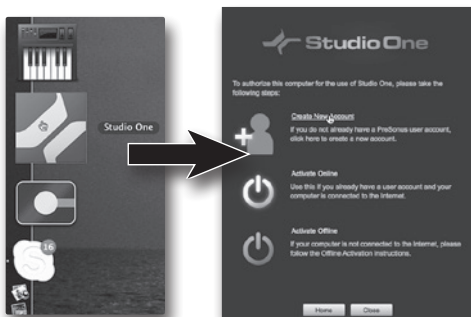 Studio One
16
Studio One
To authorize this computer for the use of Studio One, please take the
following steps:
Create New Account
If you do not already have a PreSonus user account,
click here to create a new account.
Activate Online
Use this if you already have a user account and your
computer is connected to the Internet.
Activate Offline
If your computer is not connected to the Internet, please
follow the Offline Activation instructions.
Home
Close